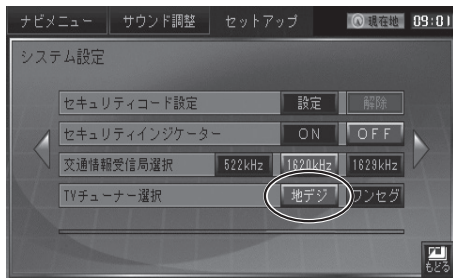 ナビメニュー サウンド調整 セットアップ 現在地 09:01
システム設定
セキュリティコード設定 設定 解除
セキュリティインジケーター ON OFF
交通情報受信局選択 522kHz 1620kHz 1629kHz
TVチューナー選択 地デジ ワンセグ
もどる